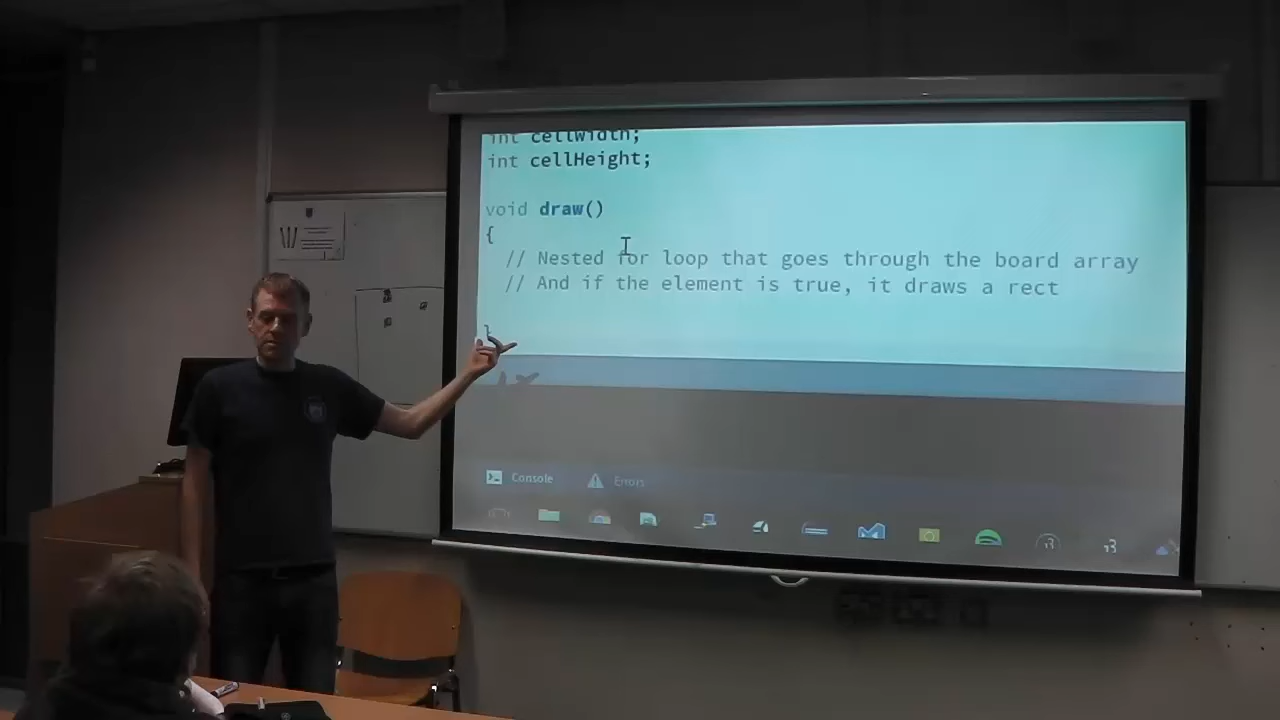 int cellWidth;
int cellHeight;
void draw()
{
// Nested for loop that goes through the board array
// And if the element is true, it draws a rect
}
Console
Errors